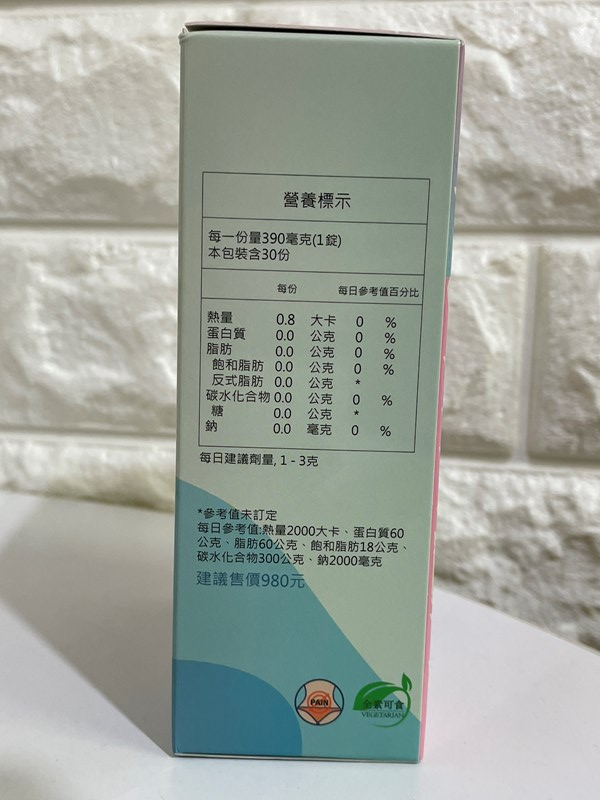 營養標示
每一份量390毫克(1錠)
本包裝含30份
每份 每日參考值百分比
熱量 0.8 大卡 0 %
蛋白質 0.0 公克 0 %
脂肪 0.0 公克 0 %
飽和脂肪 0.0 公克 0 %
反式脂肪 0.0 公克 *
碳水化合物 0.0 公克 0 %
糖 0.0 公克 *
鈉 0.0 毫克 0 %
每日建議劑量, 1 - 3克
*參考值未訂定
每日參考值:熱量2000大卡、蛋白質60
公克、脂肪60公克、飽和脂肪18公克、
碳水化合物300公克、鈉2000毫克
建議售價980元
PAIN
全素可食
VEGETARIAN